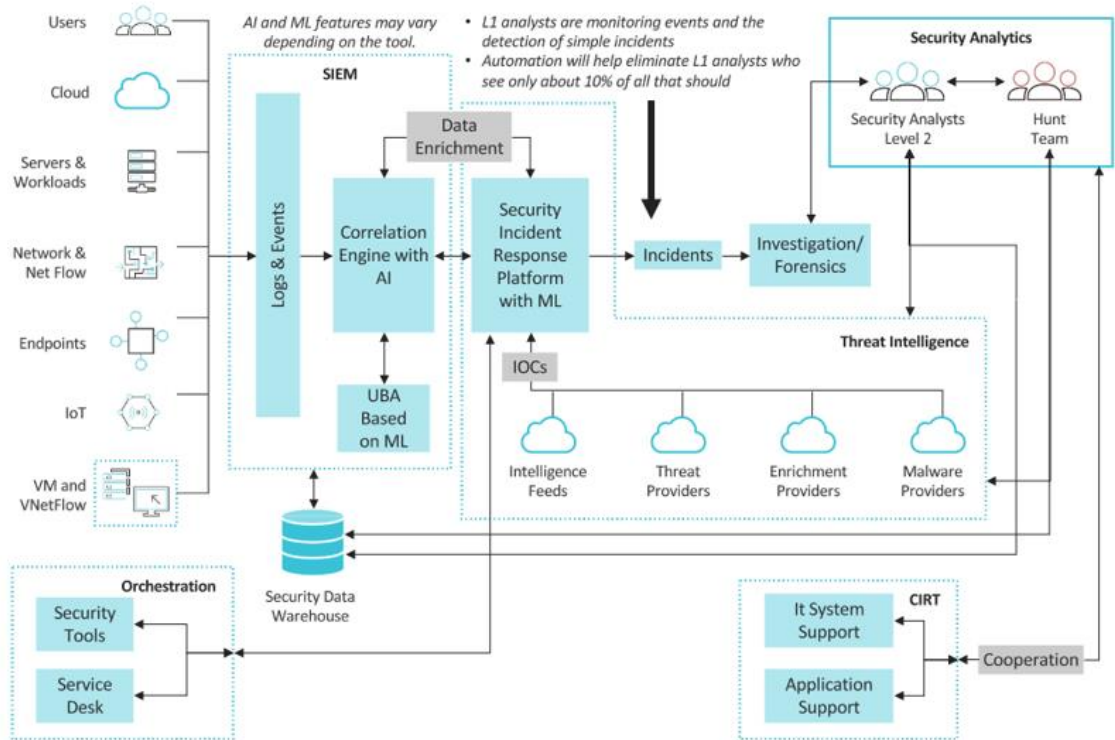 Users
Cloud
Servers &
Workloads
Network &
Net Flow
Endpoints
IoT
VM and
VNetFlow
AI and ML features may vary
depending on the tool.
• L1 analysts are monitoring events and the
detection of simple incidents
• Automation will help eliminate L1 analysts who
see only about 10% of all that should
SIEM
Logs & Events
Correlation
Engine with
AI
UBA
Based
on ML
Data
Enrichment
Security
Incident
Response
Platform
with ML
Incidents
Investigation/
Forensics
Security Analytics
Security Analysts
Level 2
Hunt
Team
Threat Intelligence
IOCs
Intelligence
Feeds
Threat
Providers
Enrichment
Providers
Malware
Providers
Security Data
Warehouse
Orchestration
Security
Tools
Service
Desk
CIRT
It System
Support
Application
Support
Cooperation